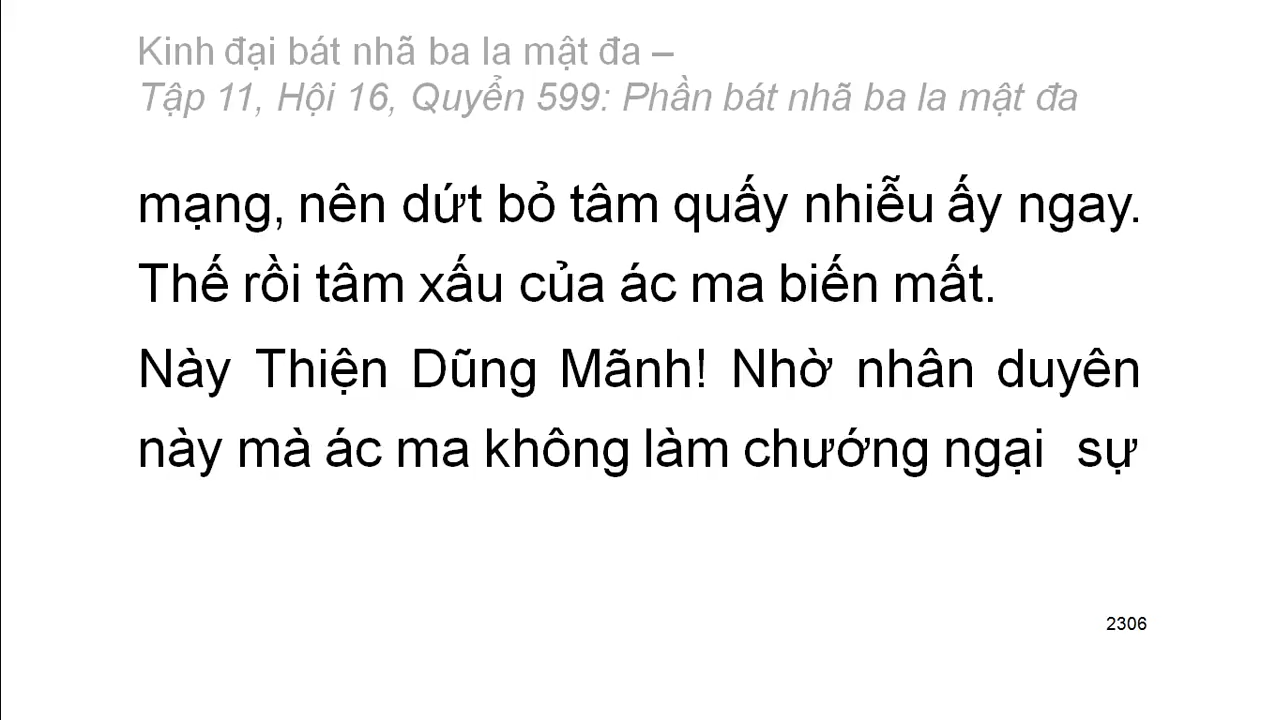 Kinh đại bát nhã ba la mật đa –
Tập 11, Hội 16, Quyển 599: Phần bát nhã ba la mật đa
mạng, nên dứt bỏ tâm quấy nhiễu ấy ngay.
Thế rồi tâm xấu của ác ma biến mất.
Này Thiện Dũng Mãnh! Nhờ nhân duyên
này mà ác ma không làm chướng ngại sự
2306